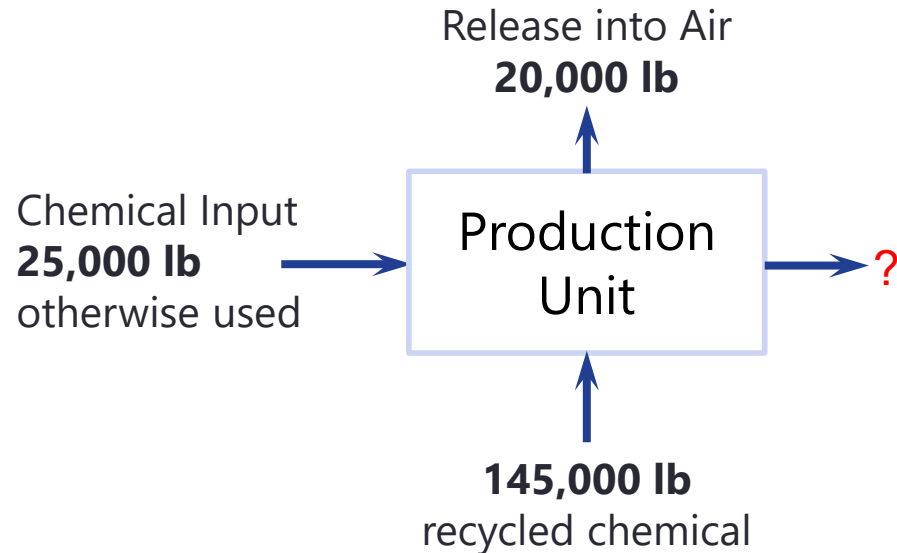 Release into Air
20,000 lb
Chemical Input
25,000 lb
otherwise used
Production
Unit
?
145,000 lb
recycled chemical